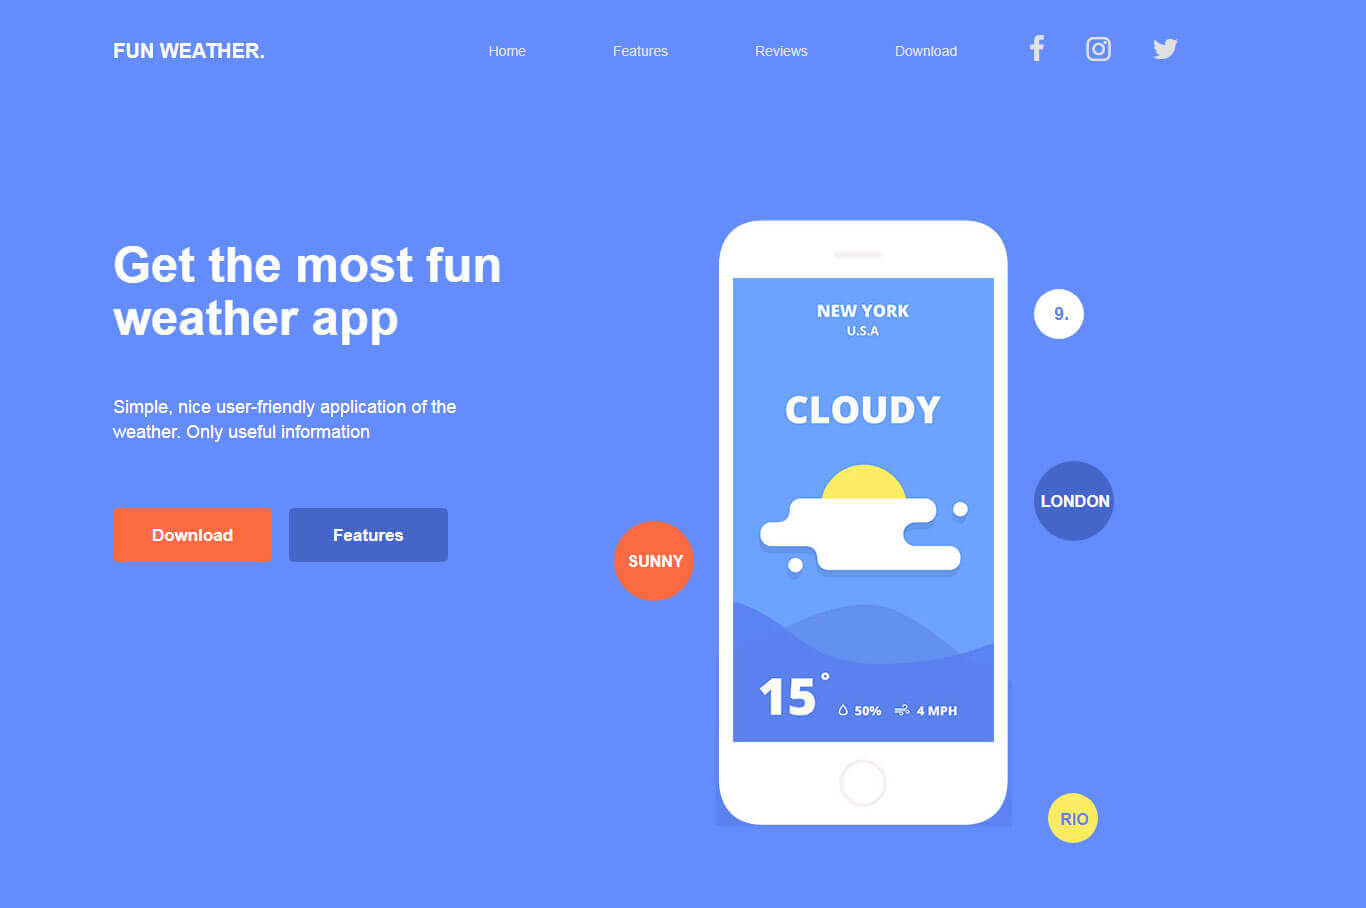 FUN WEATHER.
Home
Features
Reviews
Download
Get the most fun
weather app
Simple, nice user-friendly application of the
weather. Only useful information
Download
Features
SUNNY
NEW YORK
U.S.A
CLOUDY
15°
50%
4 MPH
9.
LONDON
RIO